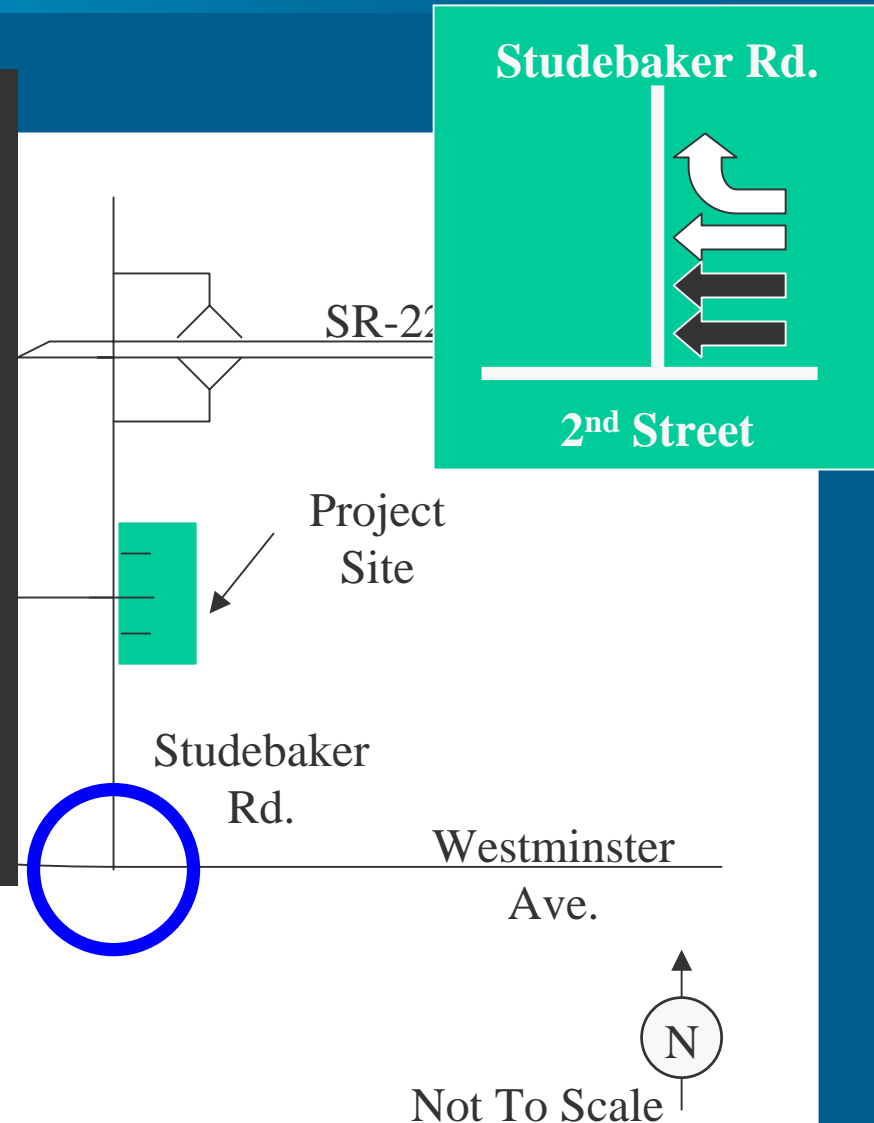 Studebaker Rd.
2nd Street
SR-22
Project
Site
Studebaker
Rd.
Westminster
Ave.
N
Not To Scale